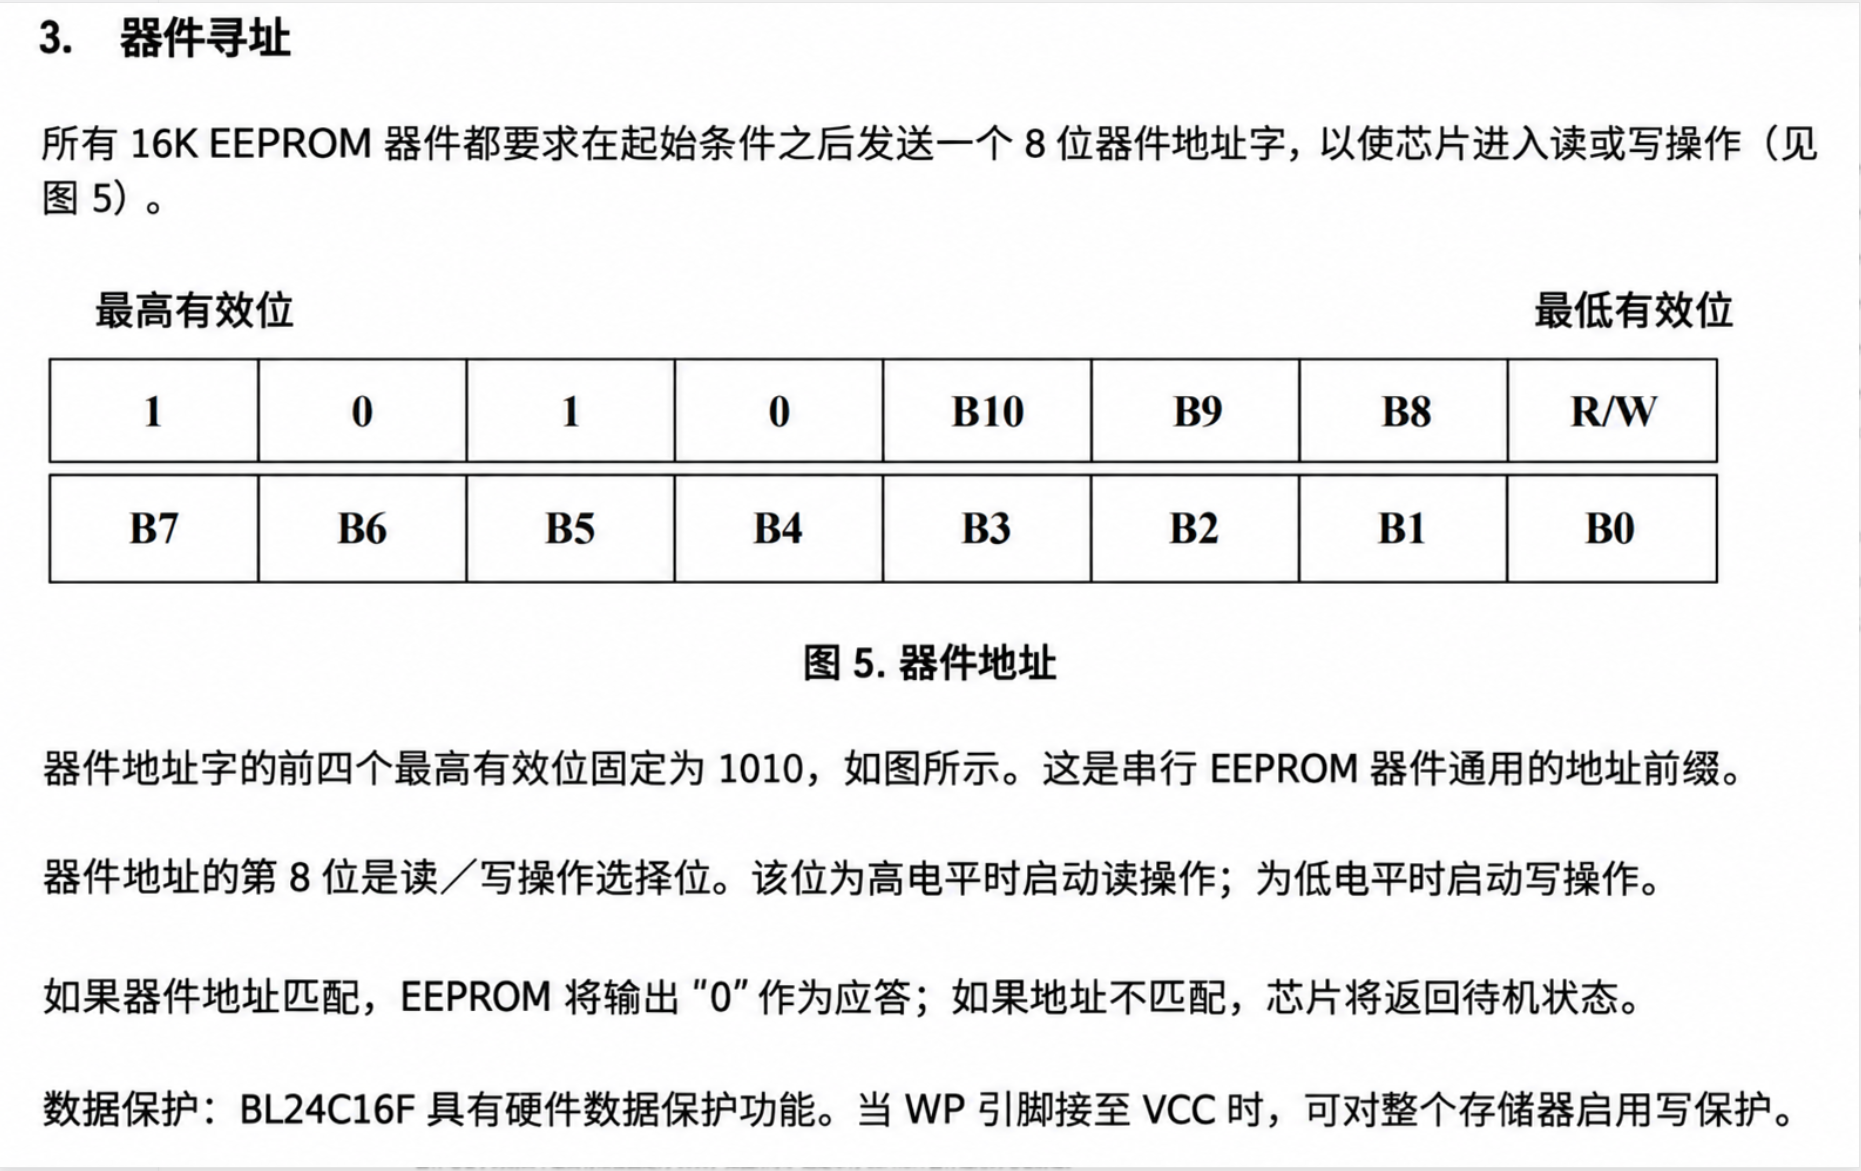 3. 器件寻址
所有 16K EEPROM 器件都要求在起始条件之后发送一个 8 位器件地址字，以使芯片进入读或写操作（见
图 5）。
最高有效位 最低有效位
1 0 1 0 B10 B9 B8 R/W
B7 B6 B5 B4 B3 B2 B1 B0
图 5. 器件地址
器件地址字的前四个最高有效位固定为 1010，如图所示。这是串行 EEPROM 器件通用的地址前缀。
器件地址的第 8 位是读／写操作选择位。该位为高电平时启动读操作；为低电平时启动写操作。
如果器件地址匹配，EEPROM 将输出 “0” 作为应答；如果地址不匹配，芯片将返回待机状态。
数据保护：BL24C16F 具有硬件数据保护功能。当 WP 引脚接至 VCC 时，可对整个存储器启用写保护。